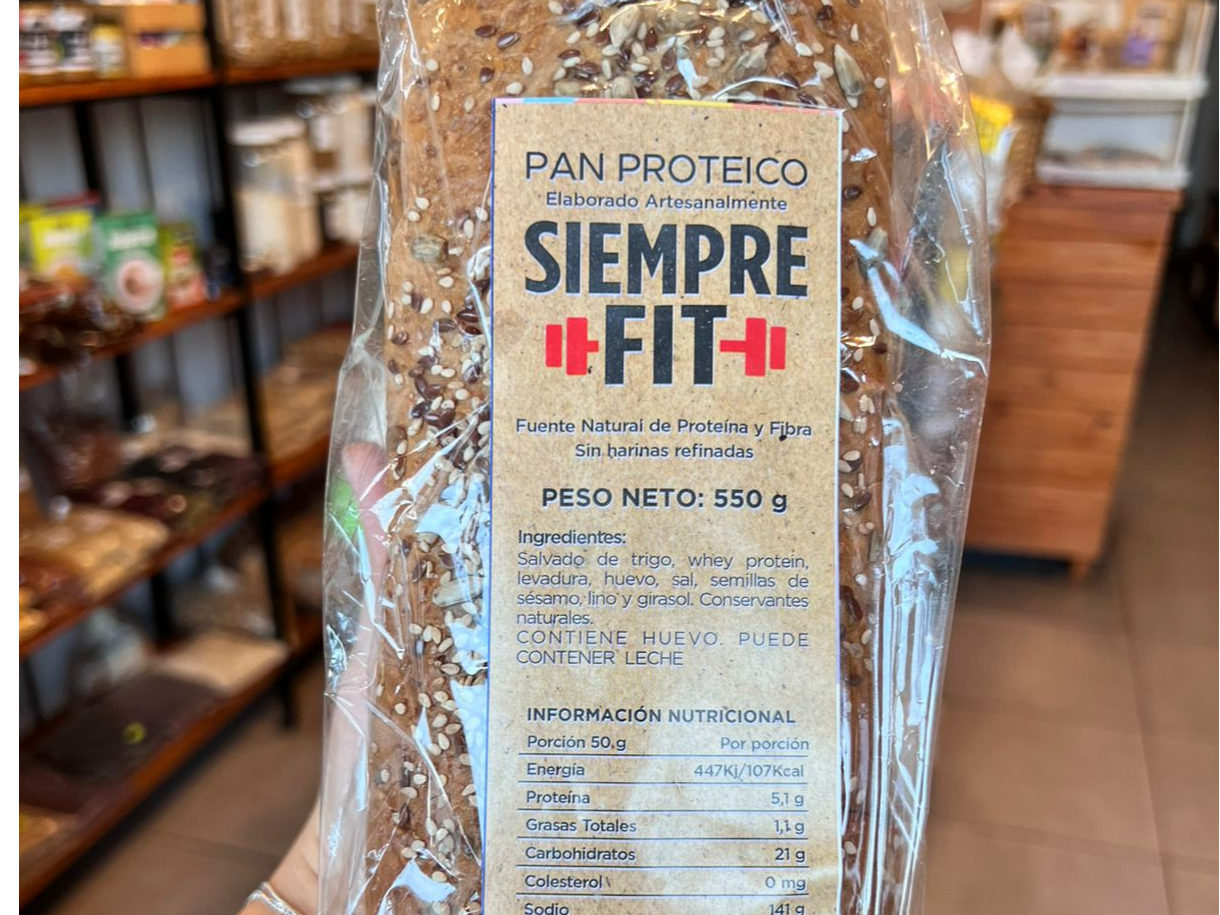 PAN PROTEICO
Elaborado Artesanalmente
SIEMPRE
FIT
Fuente Natural de Proteína y Fibra
Sin harinas refinadas
PESO NETO: 550 g
Ingredientes:
Salvado de trigo, whey protein,
levadura, huevo, sal, semillas de
sésamo, lino y girasol. Conservantes
naturales.
CONTIENE HUEVO. PUEDE
CONTENER LECHE
INFORMACIÓN NUTRICIONAL
Porción 50 g Por porción
Energía 447Kj/107Kcal
Proteína 5,1 g
Grasas Totales 1,1 g
Carbohidratos 21 g
Colesterol 0 mg
Sodio 141 g